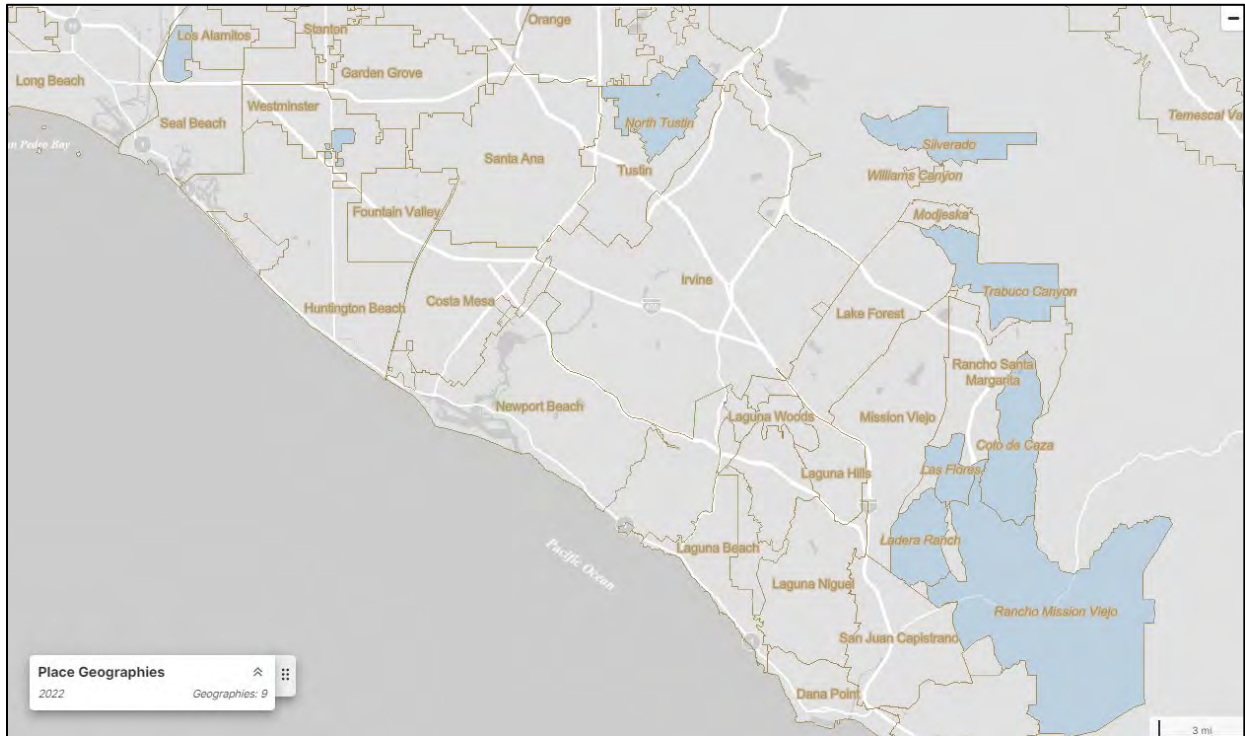 Orange
Stanton
Los Alamitos
Garden Grove
Long Beach
Westminster
Seal Beach
North Tustin
Temescal Va
Silverado
n Pedro Bay
Santa Ana
Tustin
Williams Canyon
Fountain Valley
Modjeska
Irvine
Trabuco Canyon
Huntington Beach
Costa Mesa
Lake Forest
Rancho Santa
Margarita
Newport Beach
Laguna Woods
Mission Viejo
Coto de Caza
Laguna Hills
Las Flores
Ladera Ranch
Laguna Beach
Pacific Ocean
Laguna Niguel
Rancho Mission Viejo
San Juan Capistrano
Dana Point
Place Geographies
2022 Geographies: 9
3 mi